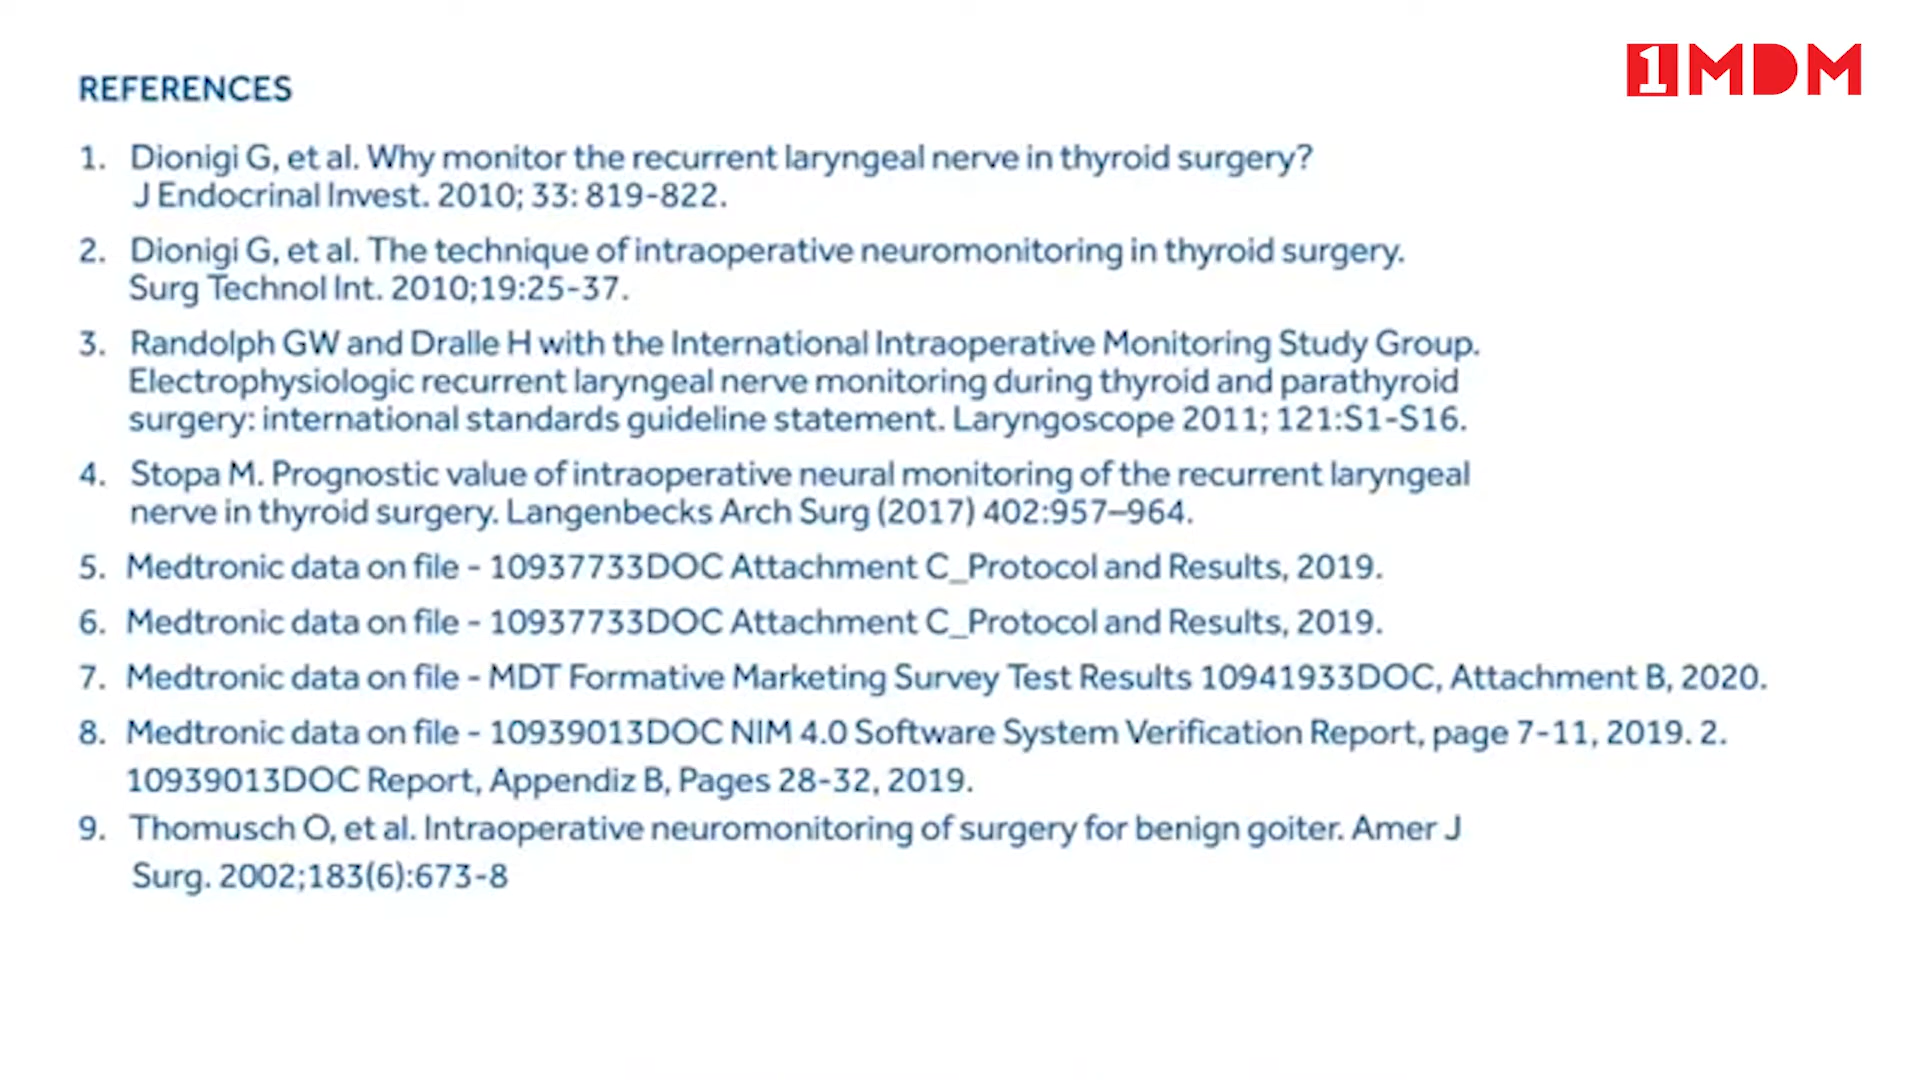 1MDM
REFERENCES
1. Dionigi G, et al. Why monitor the recurrent laryngeal nerve in thyroid surgery?
J Endocrinal Invest. 2010; 33: 819-822.
2. Dionigi G, et al. The technique of intraoperative neuromonitoring in thyroid surgery.
Surg Technol Int. 2010;19:25-37.
3. Randolph GW and Dralle H with the International Intraoperative Monitoring Study Group.
Electrophysiologic recurrent laryngeal nerve monitoring during thyroid and parathyroid
surgery: international standards guideline statement. Laryngoscope 2011; 121:S1-S16.
4. Stopa M. Prognostic value of intraoperative neural monitoring of the recurrent laryngeal
nerve in thyroid surgery. Langenbecks Arch Surg (2017) 402:957–964.
5. Medtronic data on file - 10937733DOC Attachment C_Protocol and Results, 2019.
6. Medtronic data on file - 10937733DOC Attachment C_Protocol and Results, 2019.
7. Medtronic data on file - MDT Formative Marketing Survey Test Results 10941933DOC, Attachment B, 2020.
8. Medtronic data on file - 10939013DOC NIM 4.0 Software System Verification Report, page 7-11, 2019. 2.
10939013DOC Report, Appendiz B, Pages 28-32, 2019.
9. Thomusch O, et al. Intraoperative neuromonitoring of surgery for benign goiter. Amer J
Surg. 2002;183(6):673-8